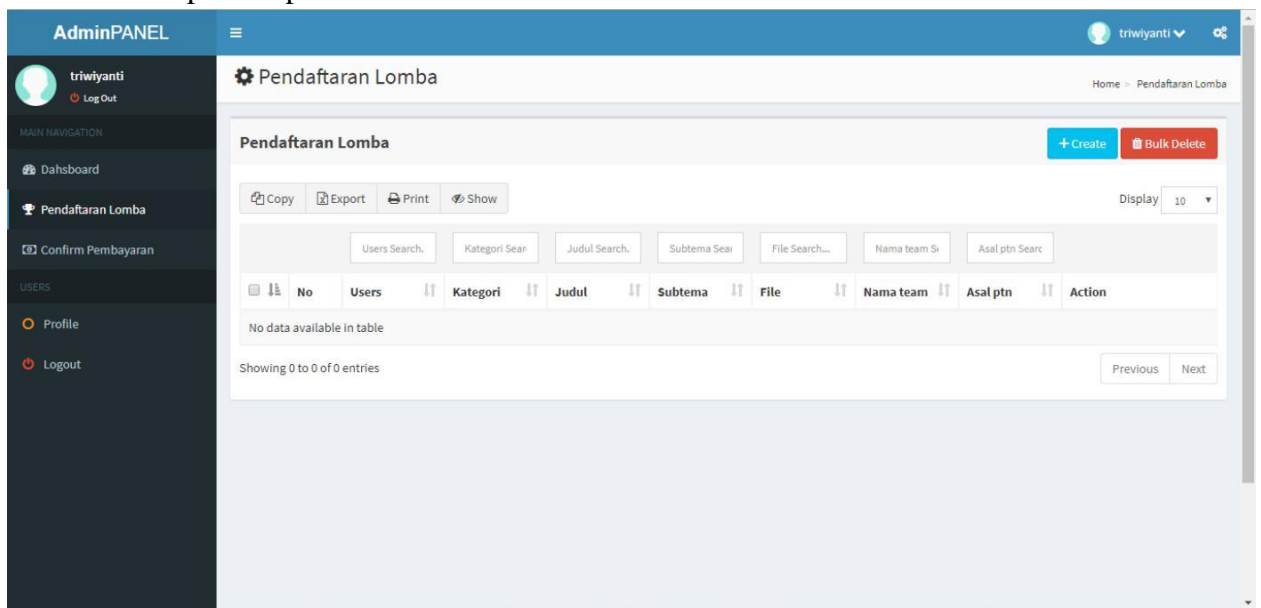 AdminPANEL
triwiyanti
triwiyanti
Log Out
Pendaftaran Lomba
Home > Pendaftaran Lomba
MAIN NAVIGATION
Dahsboard
Pendaftaran Lomba
Confirm Pembayaran
USERS
Profile
Logout
Pendaftaran Lomba
+ Create Bulk Delete
Copy Export Print Show
Display 10
Users Search. Kategori Sear Judul Search. Subtema Sear File Search... Nama team Se Asal ptn Searc
No Users Kategori Judul Subtema File Nama team Asal ptn Action
No data available in table
Showing 0 to 0 of 0 entries
Previous Next